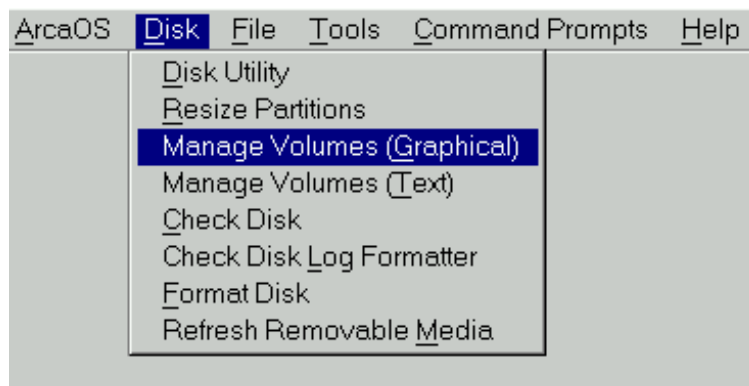 ArcaOS Disk File Tools Command Prompts Help
Disk Utility
Resize Partitions
Manage Volumes (Graphical)
Manage Volumes (Text)
Check Disk
Check Disk Log Formatter
Format Disk
Refresh Removable Media